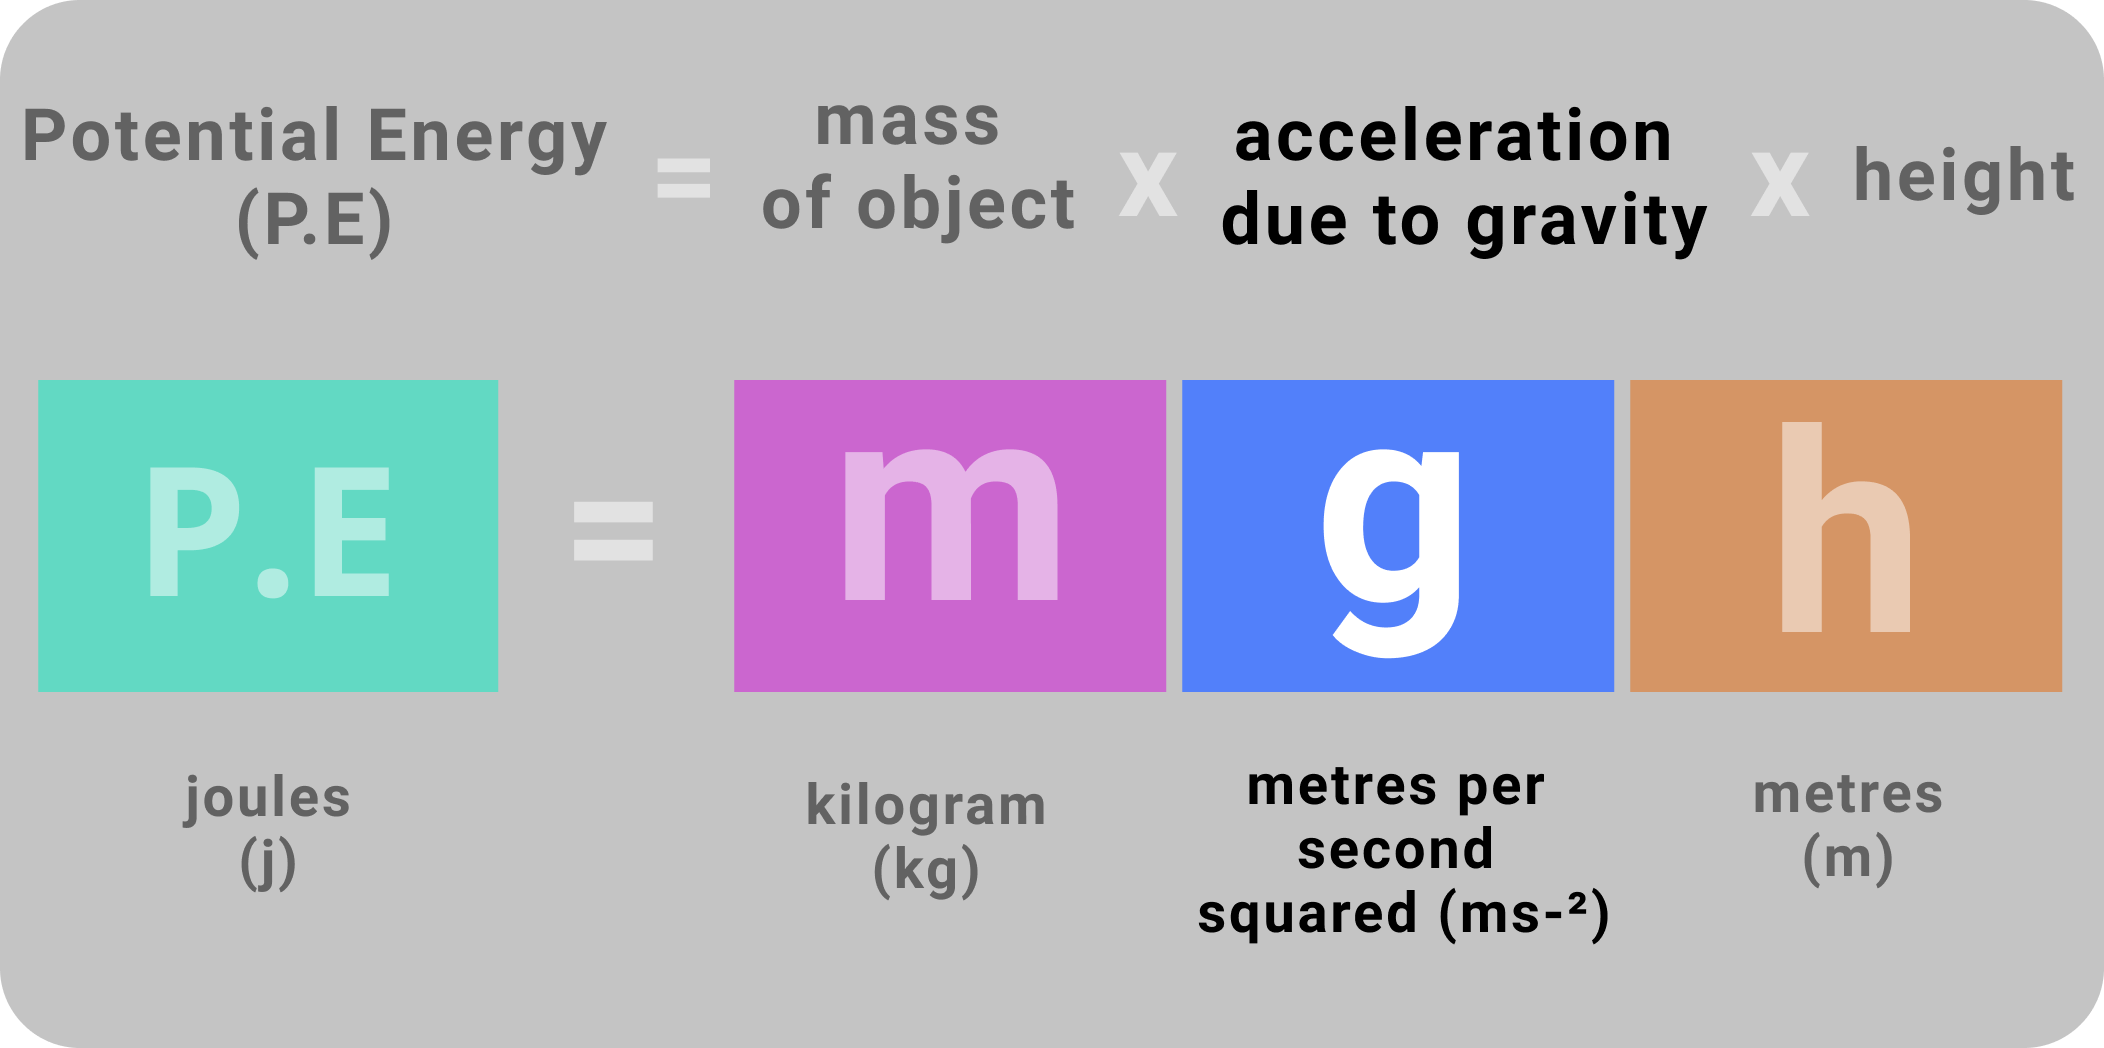 Potential Energy
(P.E)
=
mass
of object
x
acceleration
due to gravity
x
height
P.E
=
m
g
h
joules
(j)
kilogram
(kg)
metres per
second
squared (ms-²)
metres
(m)